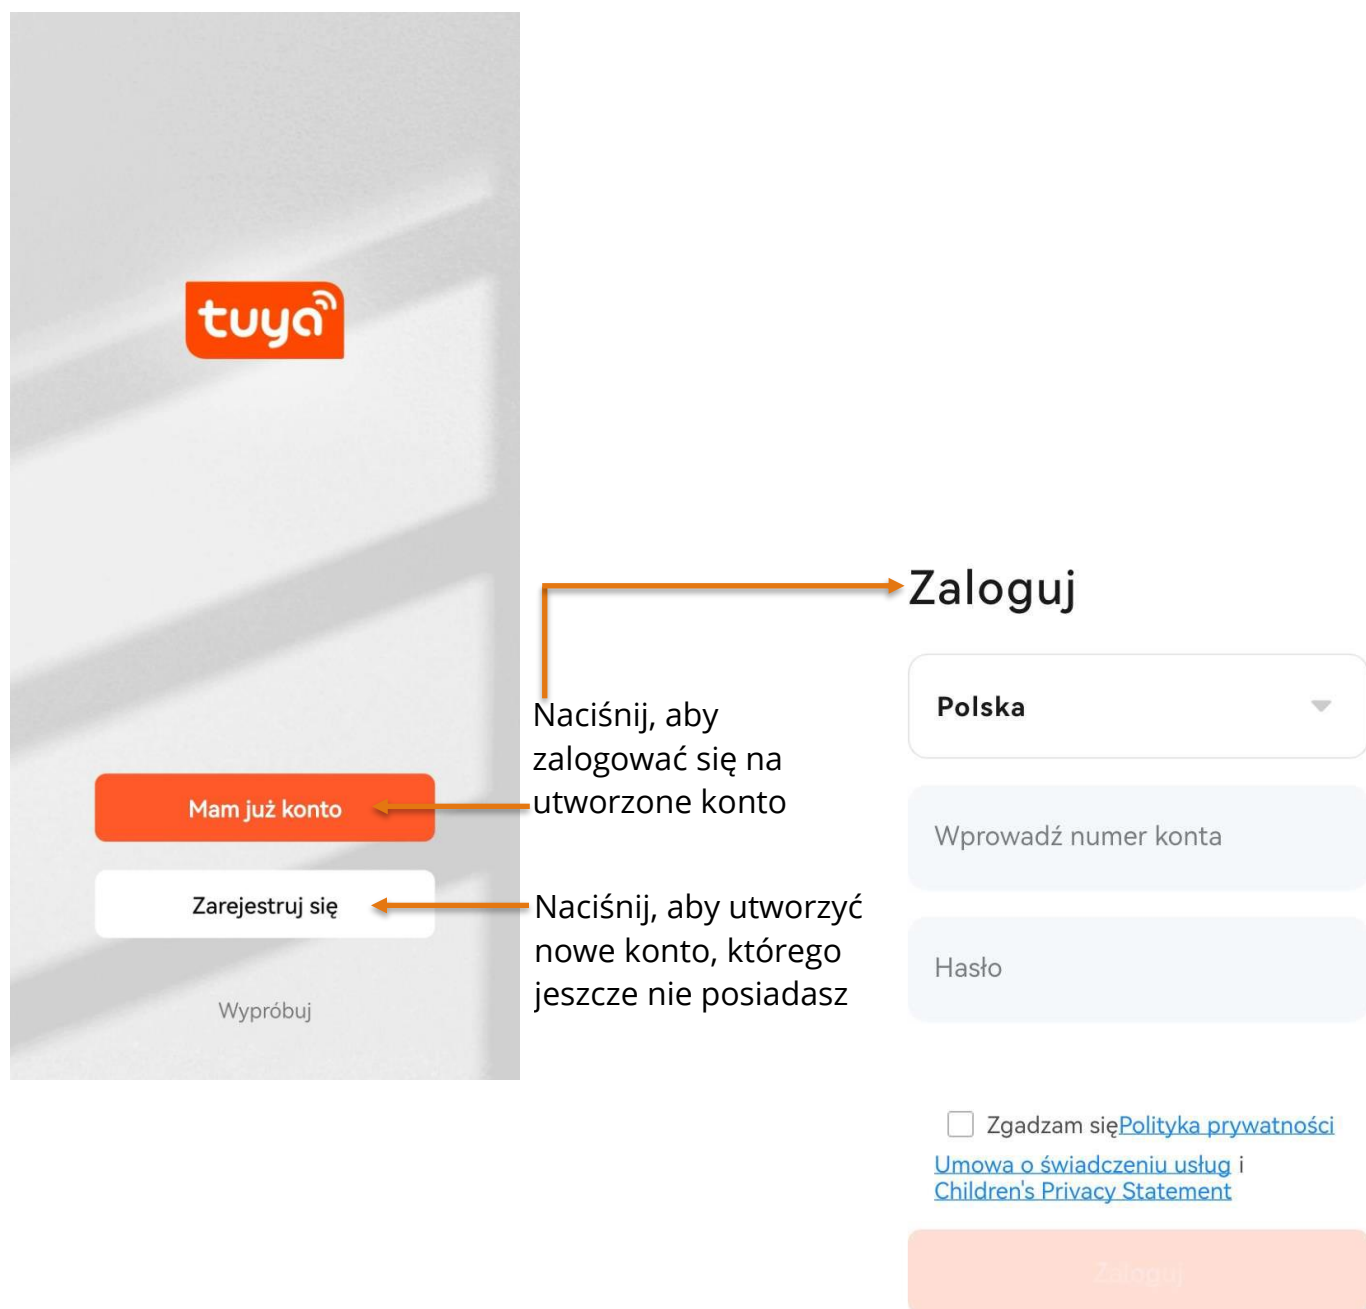 tuya
Mam już konto
Zarejestruj się
Wypróbuj
Naciśnij, aby
zalogować się na
utworzone konto
Naciśnij, aby utworzyć
nowe konto, którego
jeszcze nie posiadasz
Zaloguj
Polska
Wprowadź numer konta
Hasło
Zgadzam sięPolityka prywatności
Umowa o świadczeniu usług i
Children's Privacy Statement
Zaloguj